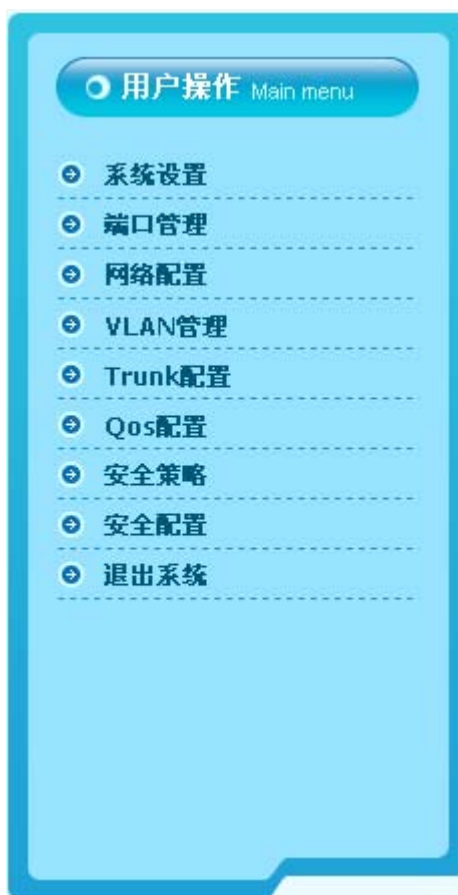 用户操作 Main menu
系统设置
端口管理
网络配置
VLAN管理
Trunk配置
Qos配置
安全策略
安全配置
退出系统